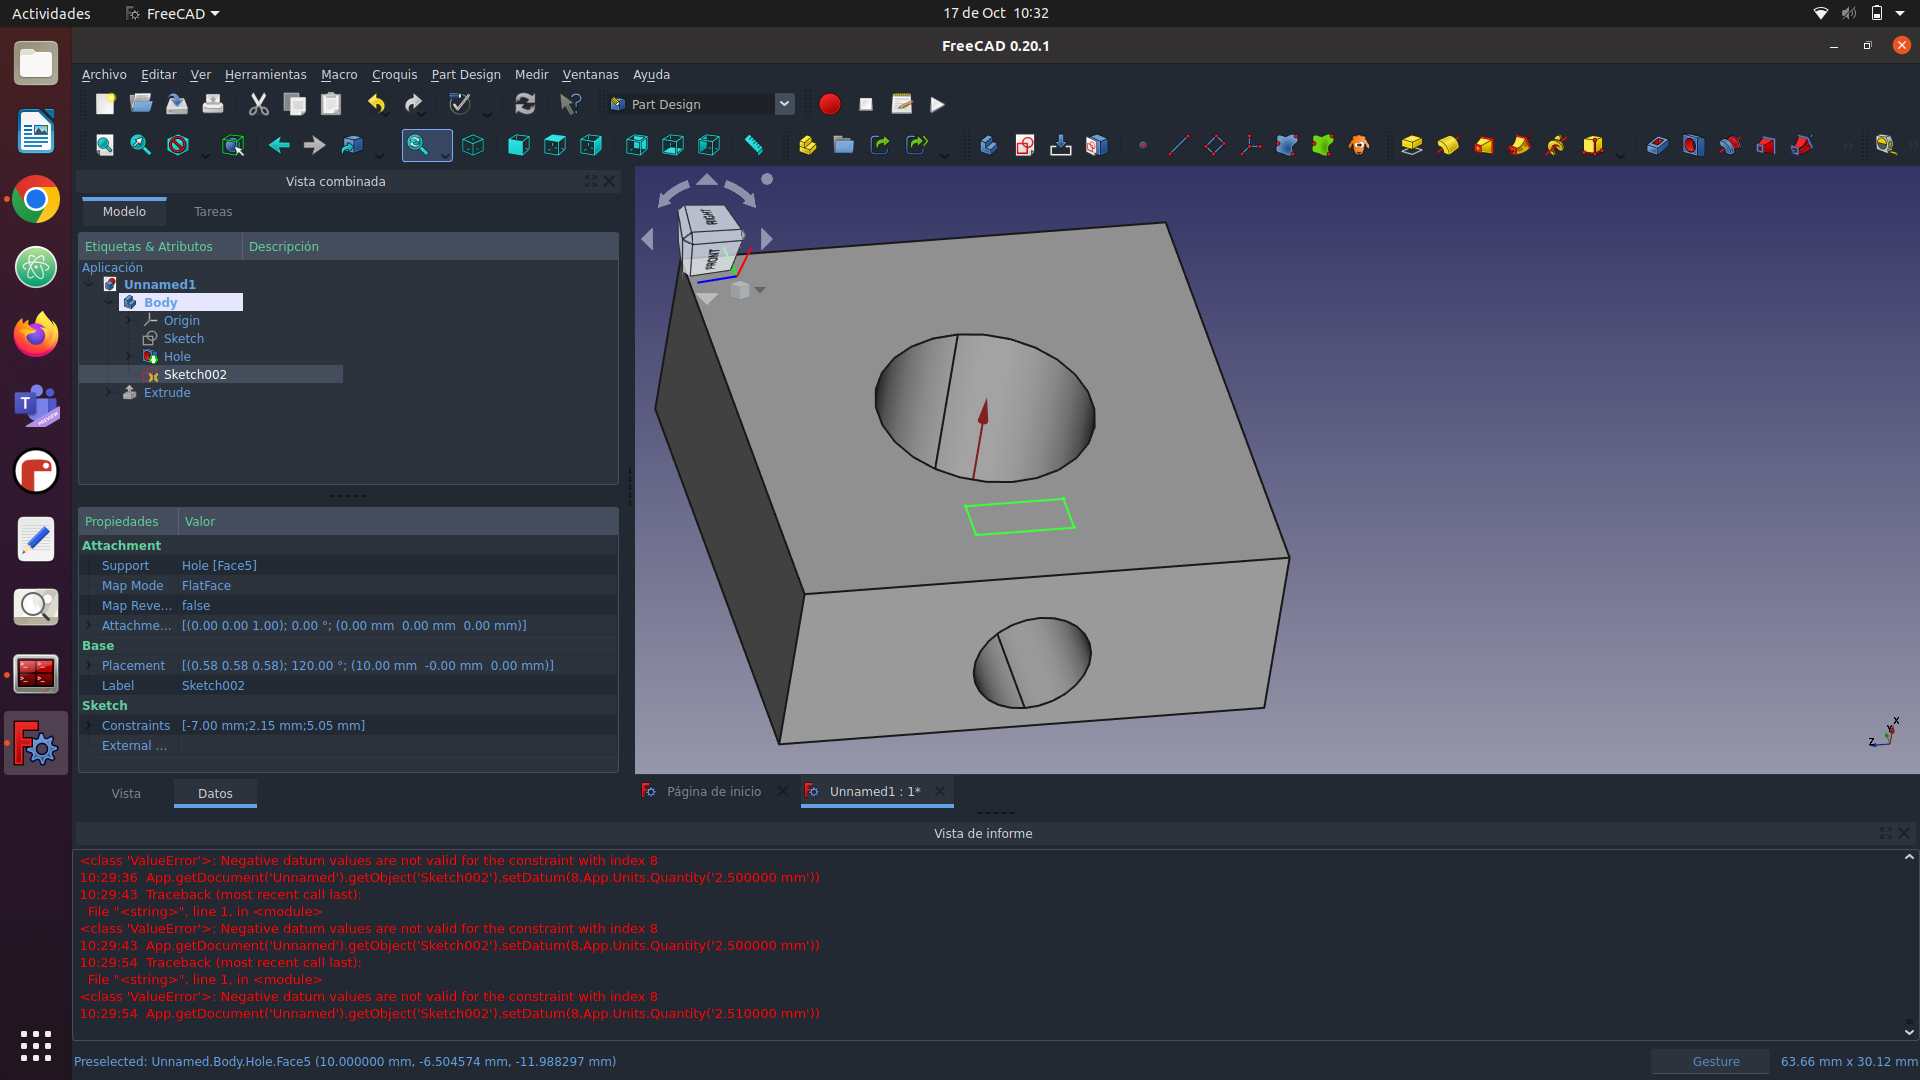 Actividades
FreeCAD
17 de Oct 10:32
FreeCAD 0.20.1
Archivo Editar Ver Herramientas Macro Croquis Part Design Medir Ventanas Ayuda
Part Design
Vista combinada
Modelo Tareas
Etiquetas & Atributos Descripción
Aplicación
Unnamed1
Body
Origin
Sketch
Hole
Sketch002
Extrude
Propiedades Valor
Attachment
Support Hole [Face5]
Map Mode FlatFace
Map Reve... false
Attachme... [(0.00 0.00 1.00); 0.00 °; (0.00 mm 0.00 mm 0.00 mm)]
Base
Placement [(0.58 0.58 0.58); 120.00 °; (10.00 mm -0.00 mm 0.00 mm)]
Label Sketch002
Sketch
Constraints [-7.00 mm;2.15 mm;5.05 mm]
External ...
Vista Datos
RIGHT
FRONT
X
Y
Z
Página de inicio Unnamed1 : 1*
Vista de informe
<class 'ValueError'>: Negative datum values are not valid for the constraint with index 8
10:29:36 App.getDocument('Unnamed').getObject('Sketch002').setDatum(8,App.Units.Quantity('2.500000 mm'))
10:29:43 Traceback (most recent call last):
File "<string>", line 1, in <module>
<class 'ValueError'>: Negative datum values are not valid for the constraint with index 8
10:29:43 App.getDocument('Unnamed').getObject('Sketch002').setDatum(8,App.Units.Quantity('2.500000 mm'))
10:29:54 Traceback (most recent call last):
File "<string>", line 1, in <module>
<class 'ValueError'>: Negative datum values are not valid for the constraint with index 8
10:29:54 App.getDocument('Unnamed').getObject('Sketch002').setDatum(8,App.Units.Quantity('2.510000 mm'))
Preselected: Unnamed.Body.Hole.Face5 (10.000000 mm, -6.504574 mm, -11.988297 mm)
Gesture
63.66 mm x 30.12 mm